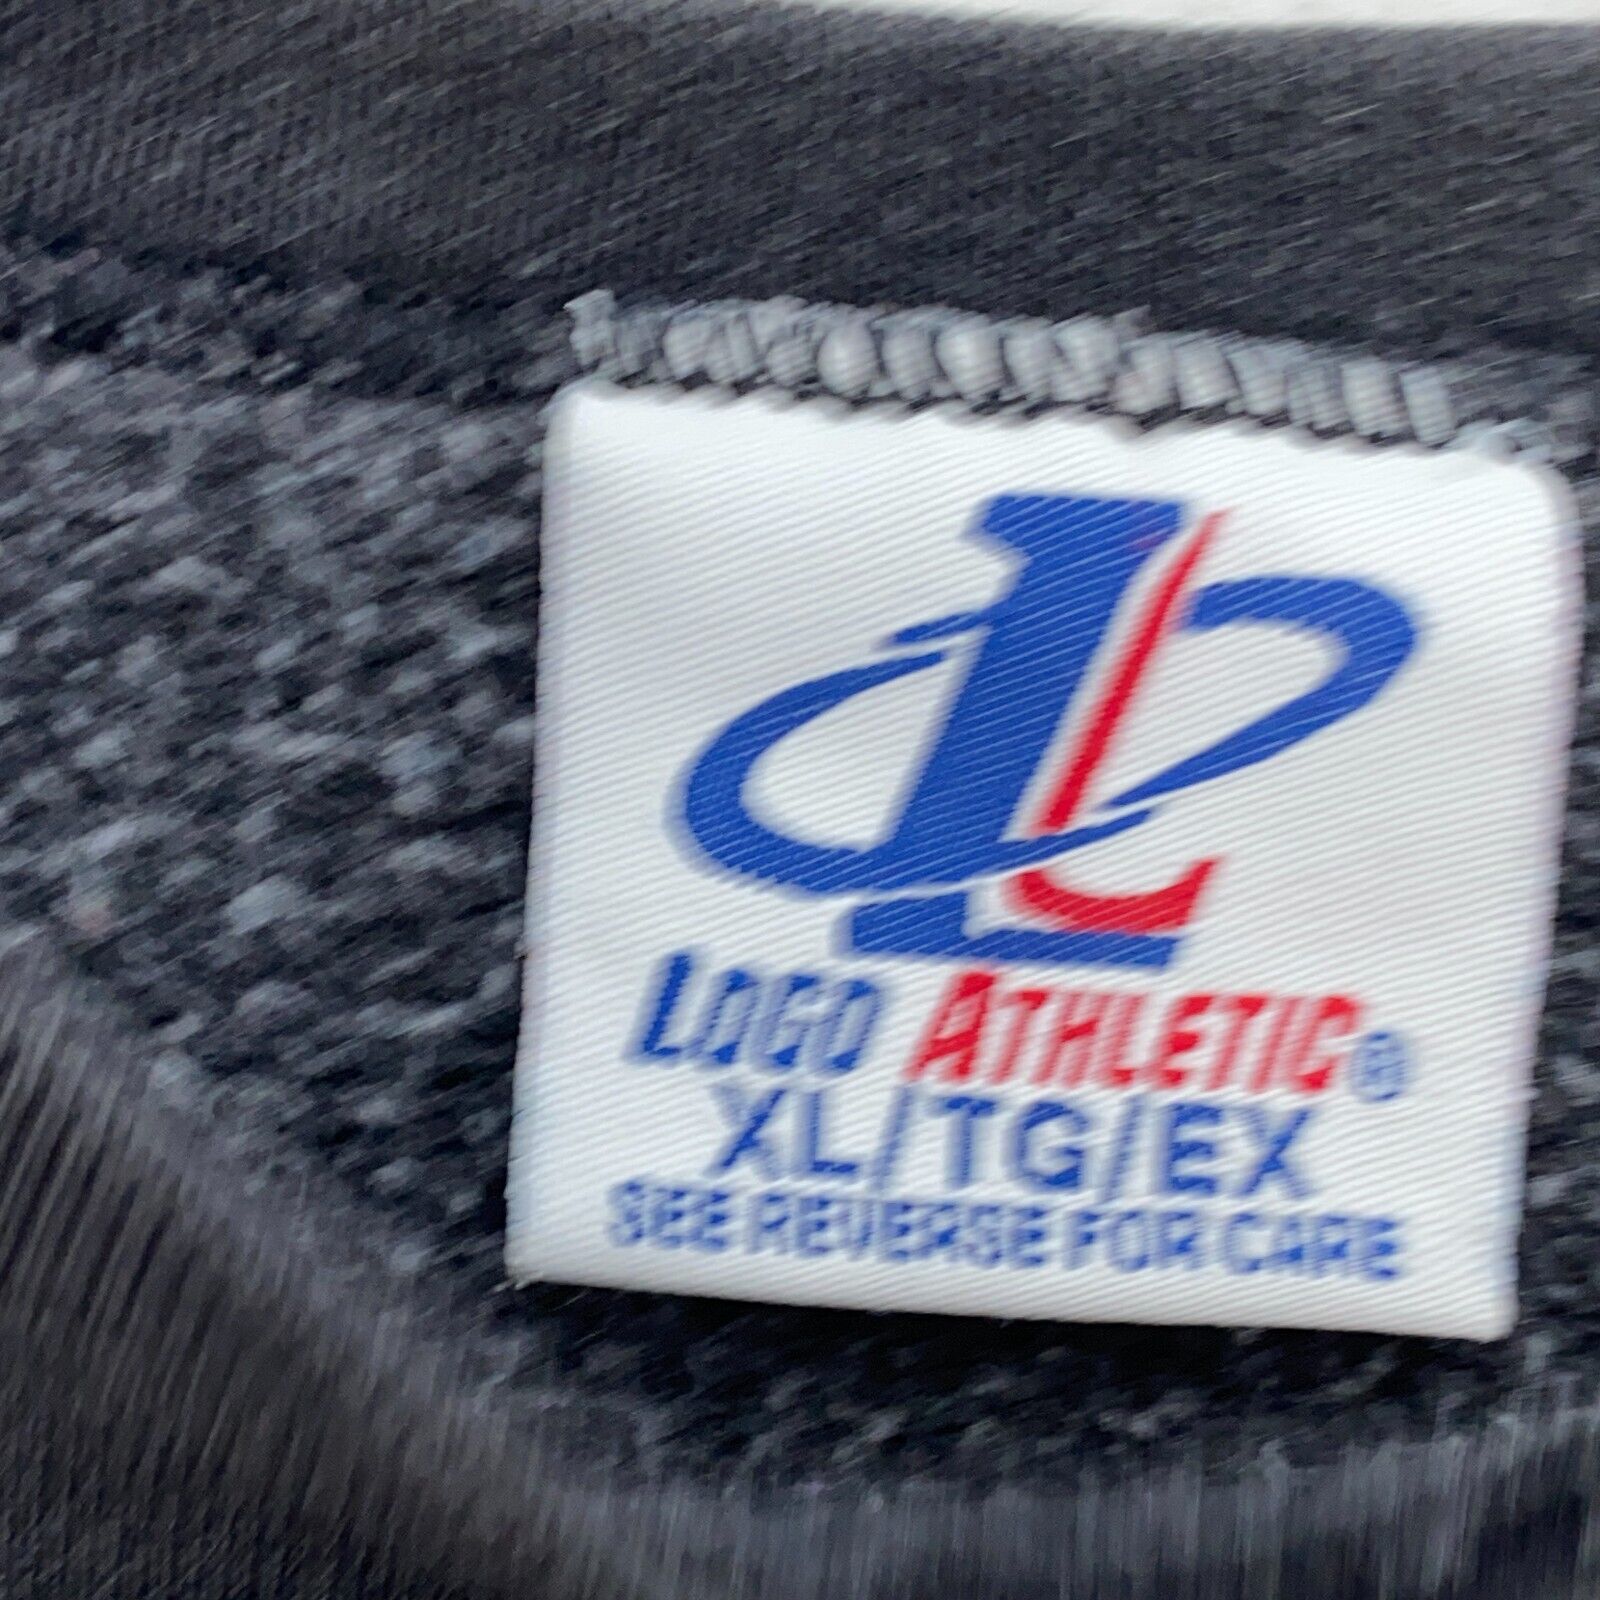 LOGO ATHLETIC®
XL/TG/EX
SEE REVERSE FOR CARE